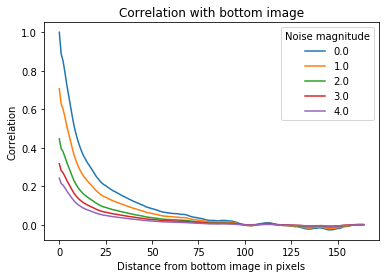 Correlation with bottom image
Noise magnitude
0.0
1.0
2.0
3.0
4.0
Correlation
1.0
0.8
0.6
0.4
0.2
0.0
0 25 50 75 100 125 150
Distance from bottom image in pixels